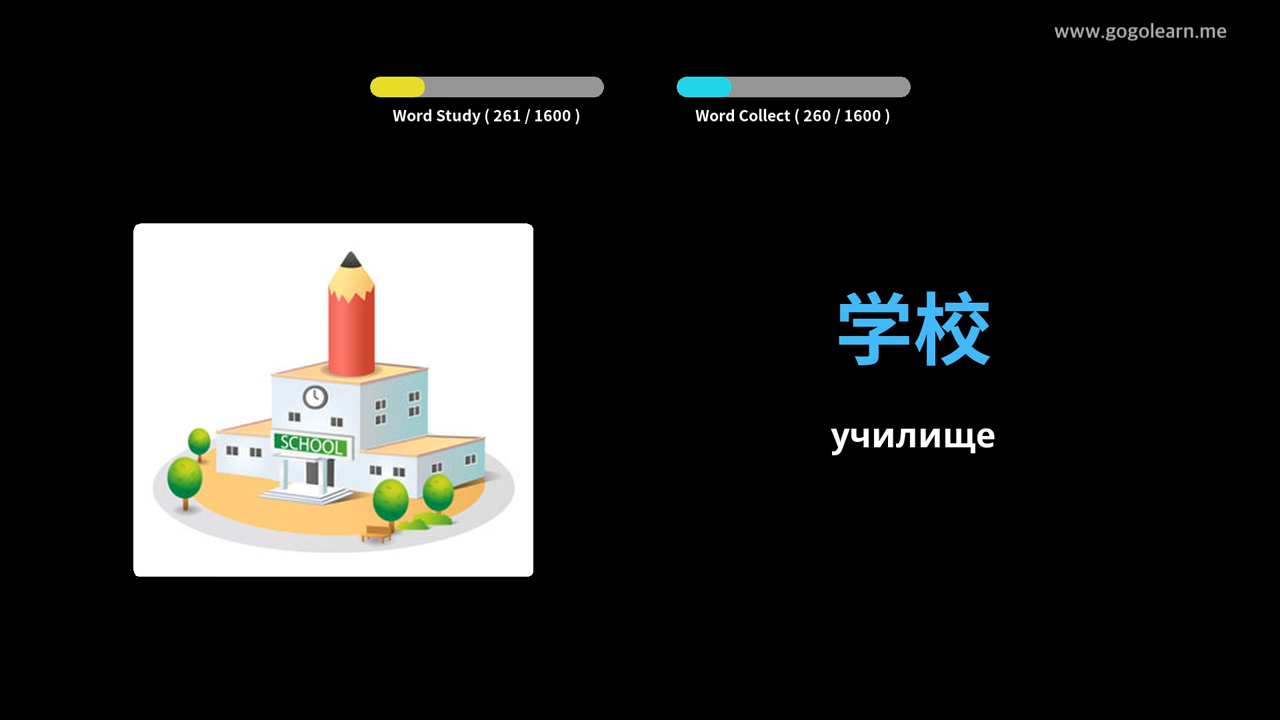 www.gogolearn.me
Word Study ( 261 / 1600 )
Word Collect ( 260 / 1600 )
SCHOOL
学校
училище